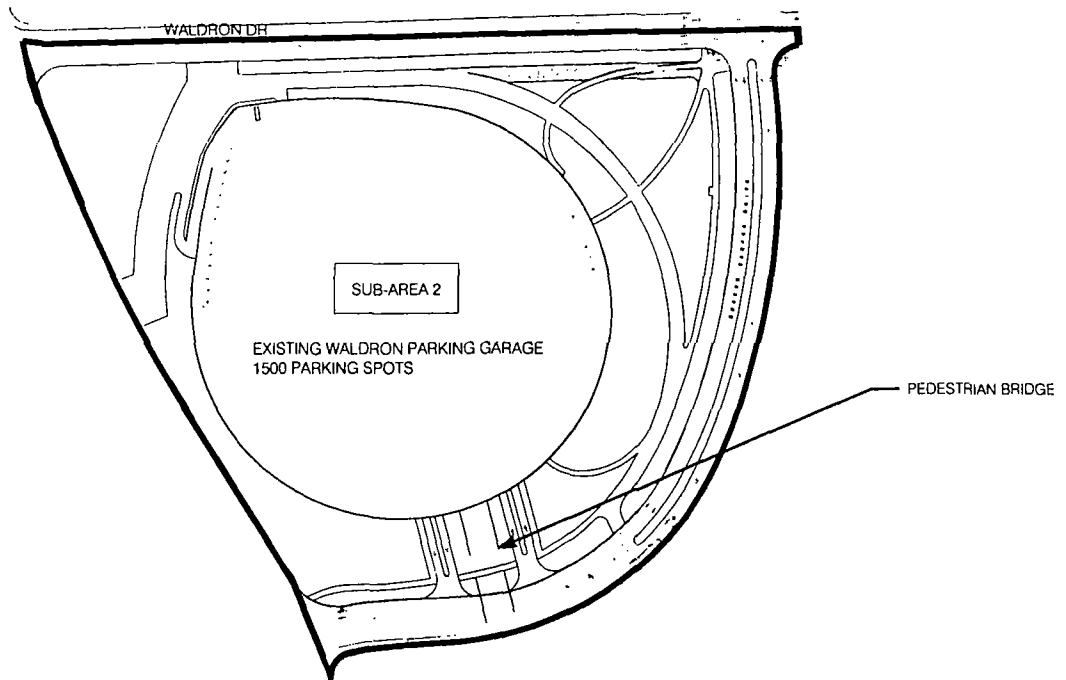 WALDRON DR
SUB-AREA 2
EXISTING WALDRON PARKING GARAGE
1500 PARKING SPOTS
PEDESTRIAN BRIDGE